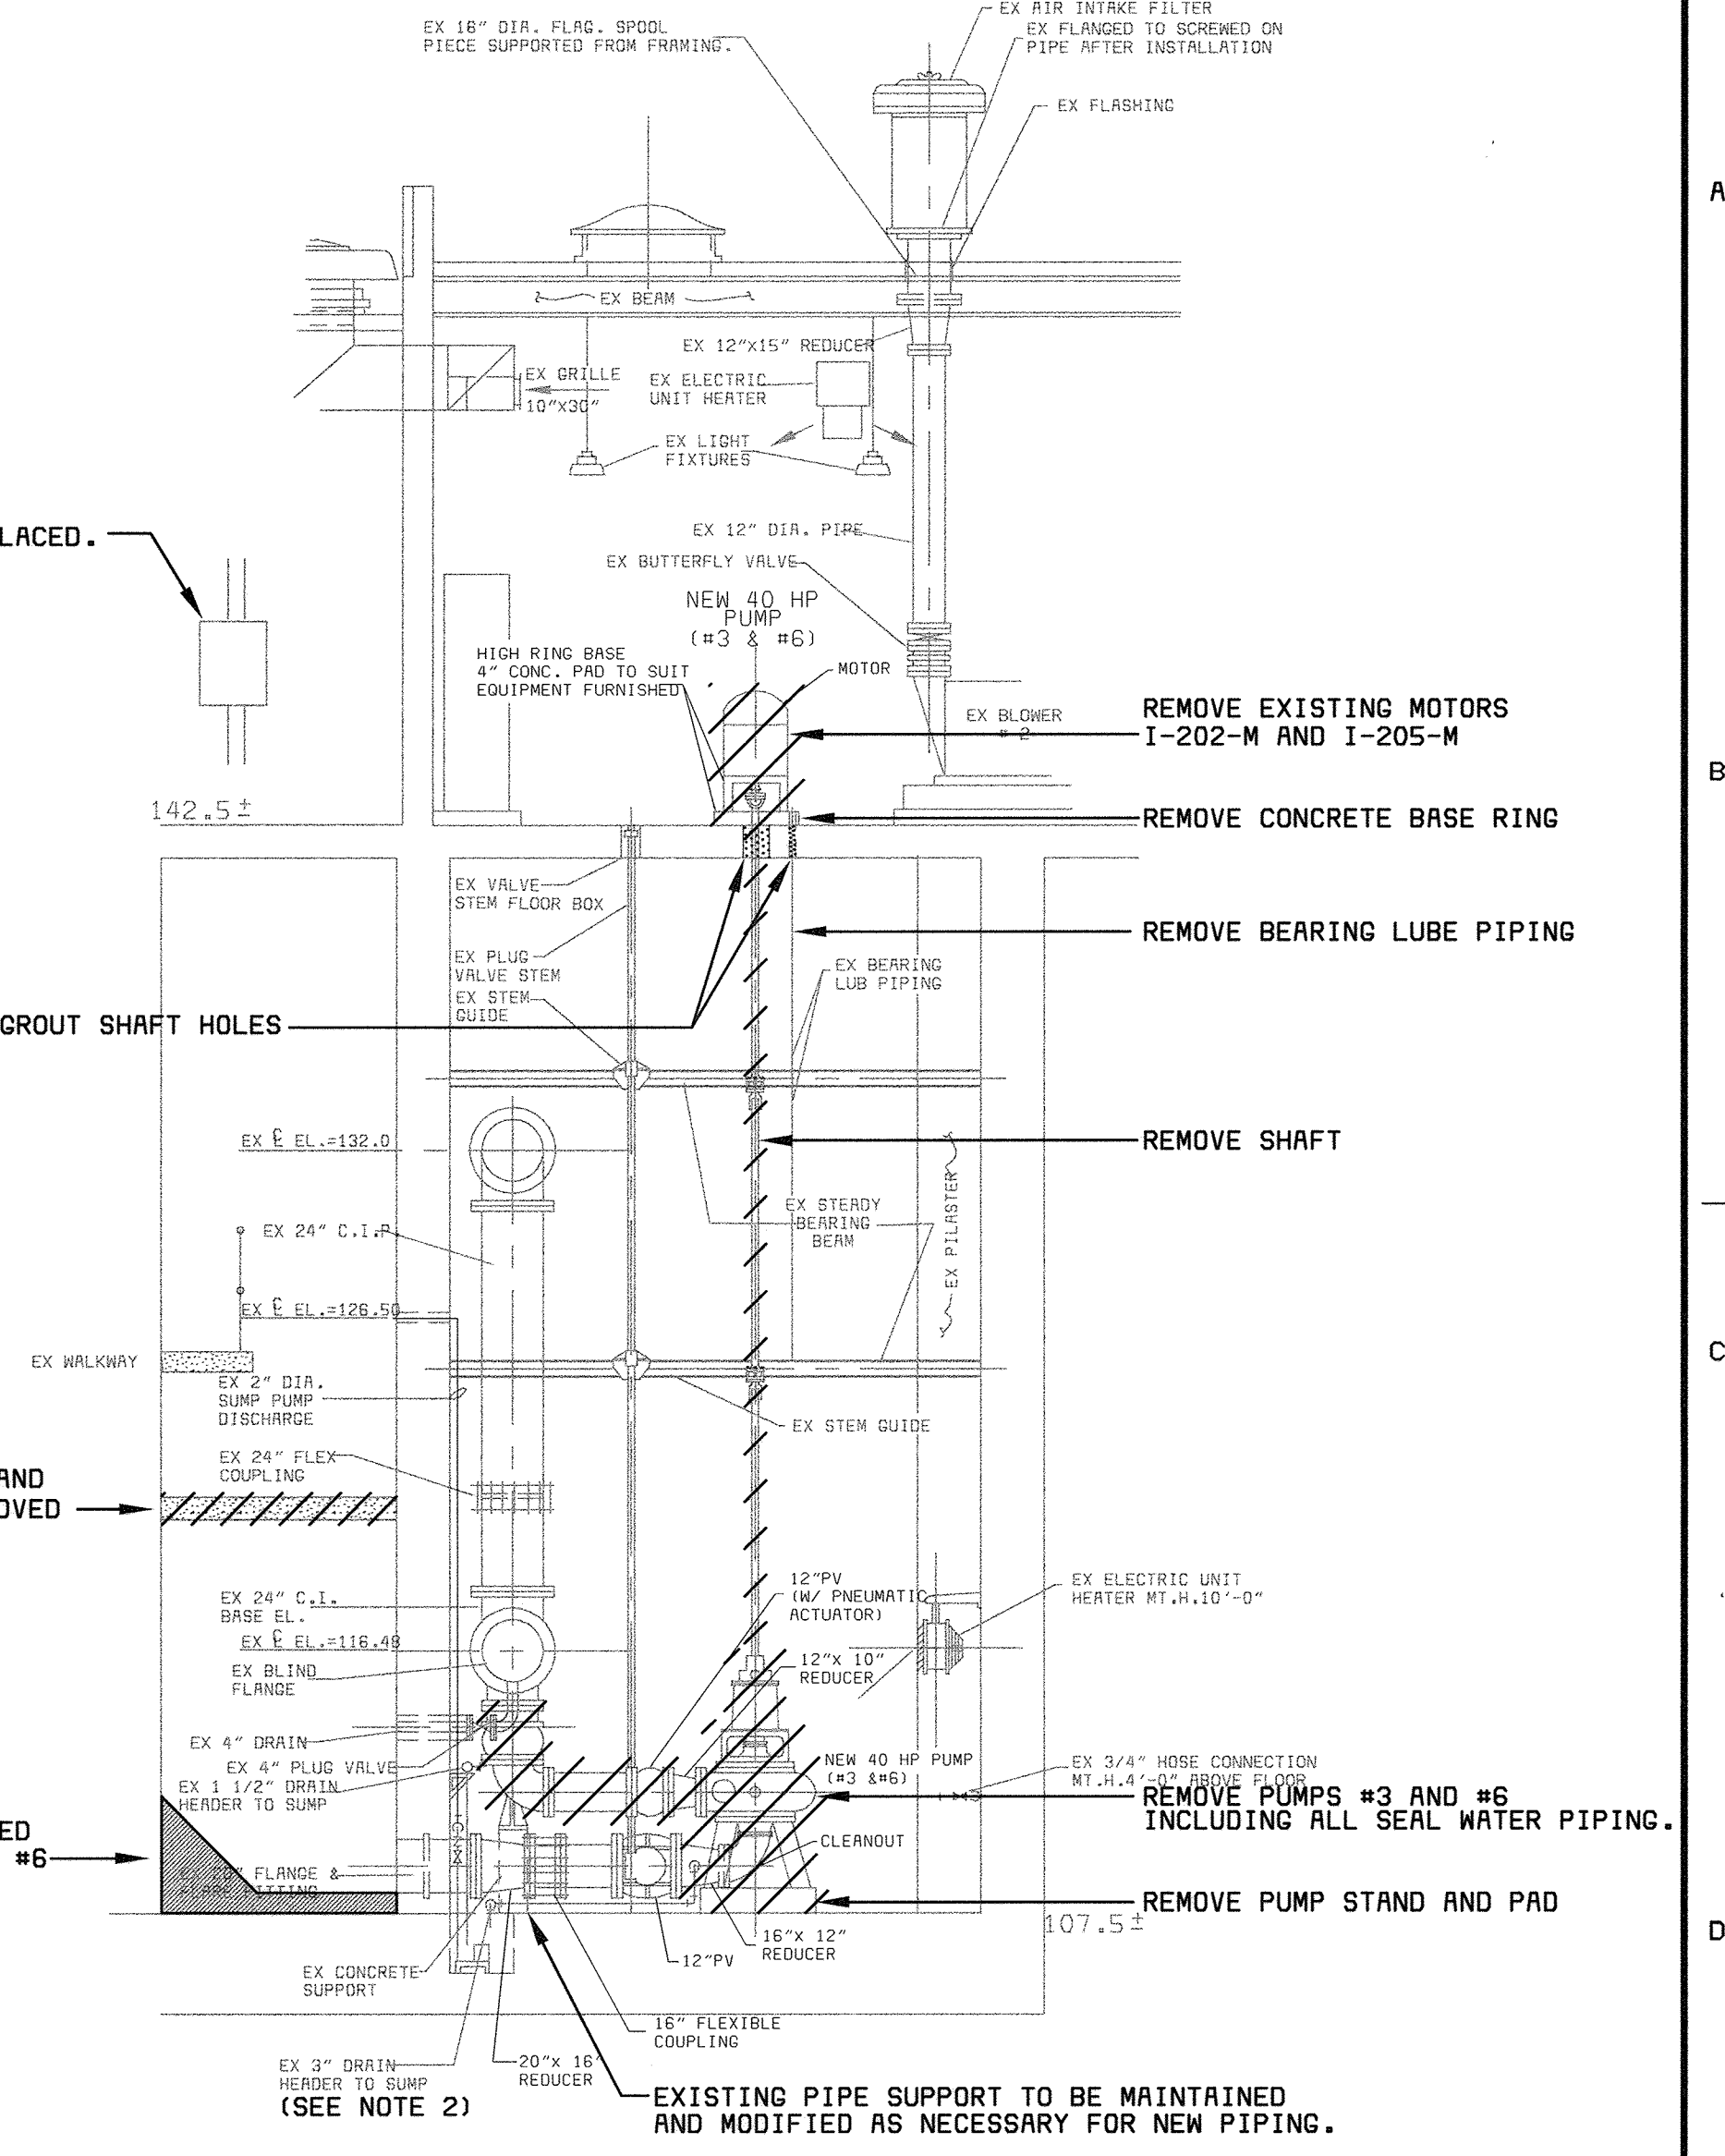 EX AIR INTAKE FILTER
EX 16" DIA. FLAG. SPOOL
PIECE SUPPORTED FROM FRAMING.
EX FLANGED TO SCREWED ON
PIPE AFTER INSTALLATION
EX FLASHING
A
EX BEAM
EX 12"X15" REDUCER
EX GRILLE
10"X30"
EX ELECTRIC
UNIT HEATER
EX LIGHT
FIXTURES
LACED.
EX 12" DIA. PIPE
EX BUTTERFLY VALVE
NEW 40 HP
PUMP
(#3 & #6)
HIGH RING BASE
4" CONC. PAD TO SUIT
EQUIPMENT FURNISHED
MOTOR
EX BLOWER
# 2
REMOVE EXISTING MOTORS
I-202-M AND I-205-M
B
142.5±
REMOVE CONCRETE BASE RING
EX VALVE
STEM FLOOR BOX
REMOVE BEARING LUBE PIPING
EX PLUG
VALVE STEM
EX BEARING
LUB PIPING
EX STEM
GUIDE
GROUT SHAFT HOLES
EX ℄ EL.=132.0
REMOVE SHAFT
EX STEADY
BEARING
BEAM
EX PILASTER
EX 24" C.I.P.
EX ℄ EL.=126.50
EX WALKWAY
C
EX 2" DIA.
SUMP PUMP
DISCHARGE
EX STEM GUIDE
EX 24" FLEX
COUPLING
AND
OVED
12"PV
(W/ PNEUMATIC
ACTUATOR)
EX ELECTRIC UNIT
HEATER MT.H.10'-0"
EX 24" C.I.
BASE EL.
EX ℄ EL.=116.48
EX BLIND
FLANGE
12"x 10"
REDUCER
EX 4" DRAIN
EX 4" PLUG VALVE
EX 1 1/2" DRAIN
HEADER TO SUMP
NEW 40 HP PUMP
(#3 &#6)
EX 3/4" HOSE CONNECTION
MT.H.4'-0" ABOVE FLOOR
REMOVE PUMPS #3 AND #6
INCLUDING ALL SEAL WATER PIPING.
ED
#6
CLEANOUT
FLANGE &
REMOVE PUMP STAND AND PAD
107.5±
D
16"x 12"
REDUCER
12"PV
EX CONCRETE
SUPPORT
16" FLEXIBLE
COUPLING
20"x 16"
REDUCER
EX 3" DRAIN
HEADER TO SUMP
(SEE NOTE 2)
EXISTING PIPE SUPPORT TO BE MAINTAINED
AND MODIFIED AS NECESSARY FOR NEW PIPING.